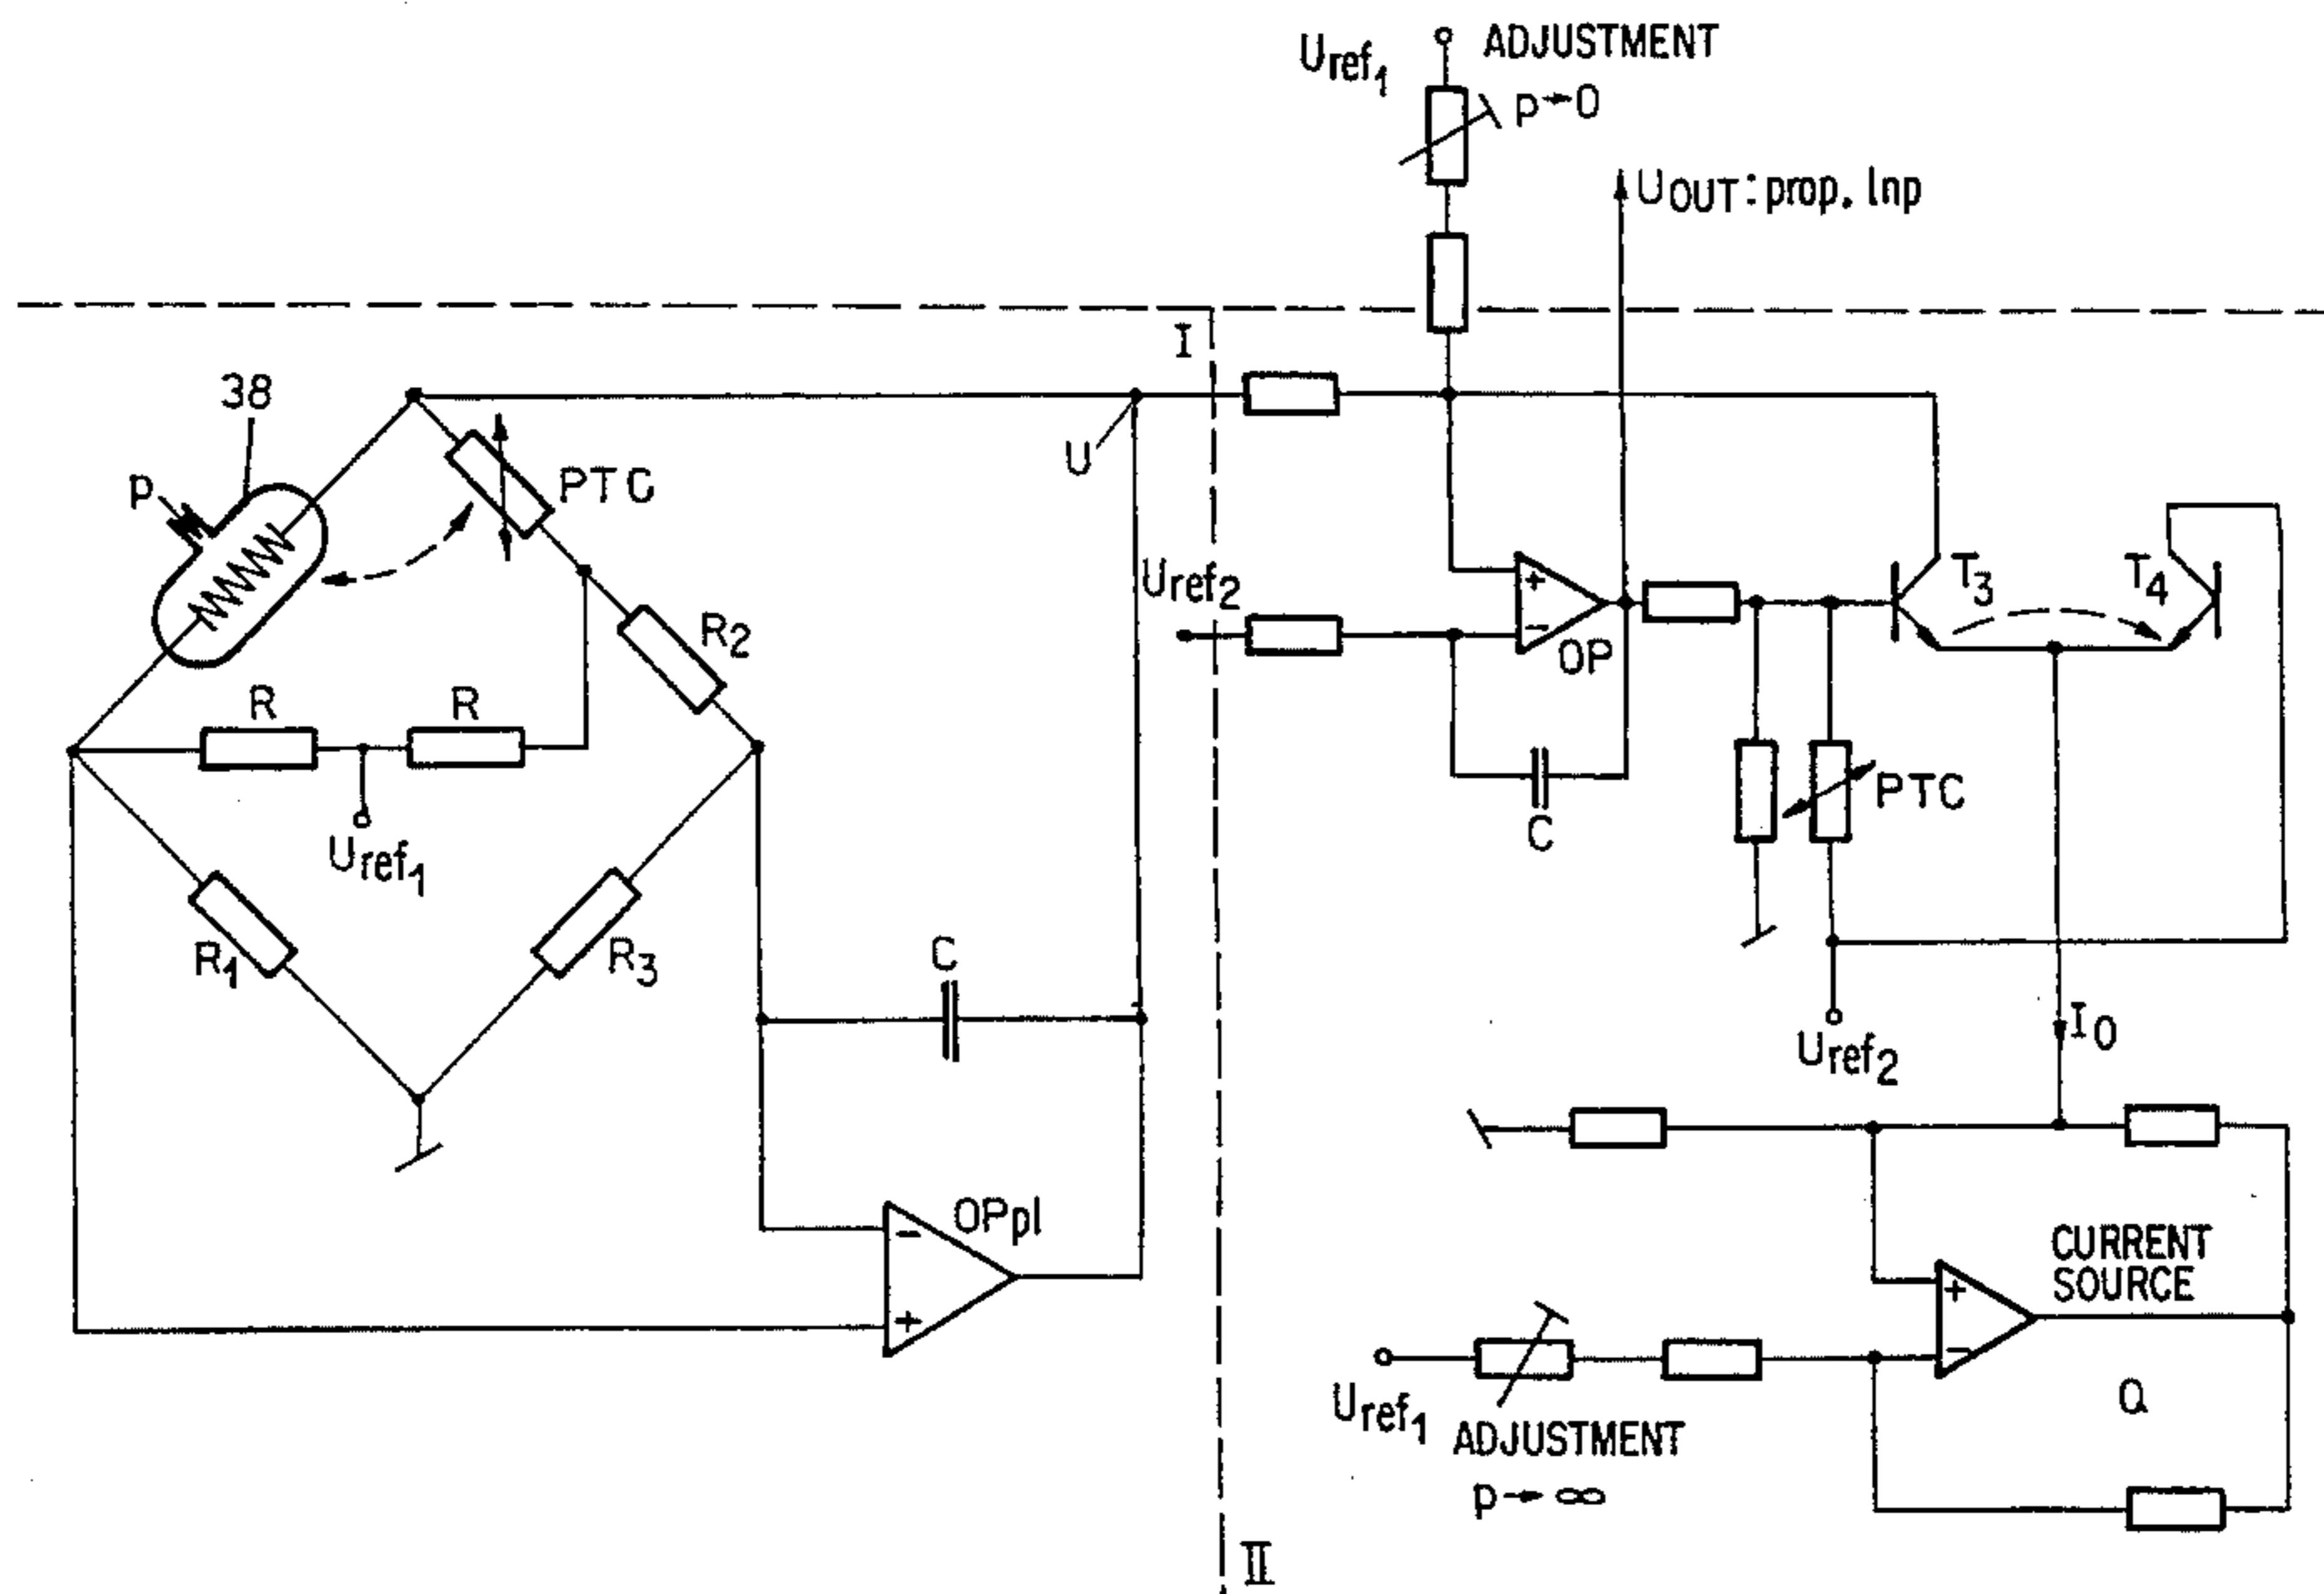 Uref1
ADJUSTMENT
p→0
UOUT: prop. lnp
I
38
p
PTC
U
Uref2
+
−
OP
T3
T4
R2
R
R
Uref1
C
PTC
R1
R3
C
Uref2
I0
OPpl
−
+
CURRENT
SOURCE
+
−
Uref1
ADJUSTMENT
p→∞
Q
II